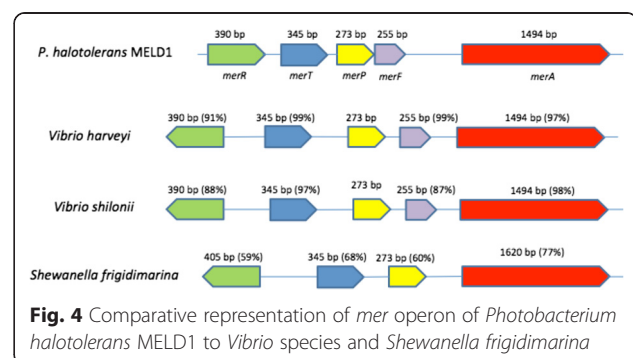 390 bp 345 bp 273 bp 255 bp 1494 bp
P. halotolerans MELD1
merR merT merP merF merA
390 bp (91%) 345 bp (99%) 273 bp 255 bp (99%) 1494 bp (97%)
Vibrio harveyi
390 bp (88%) 345 bp (97%) 273 bp 255 bp (87%) 1494 bp (98%)
Vibrio shilonii
405 bp (59%) 345 bp (68%) 273 bp (60%) 1620 bp (77%)
Shewanella frigidimarina
Fig. 4 Comparative representation of mer operon of Photobacterium
halotolerans MELD1 to Vibrio species and Shewanella frigidimarina